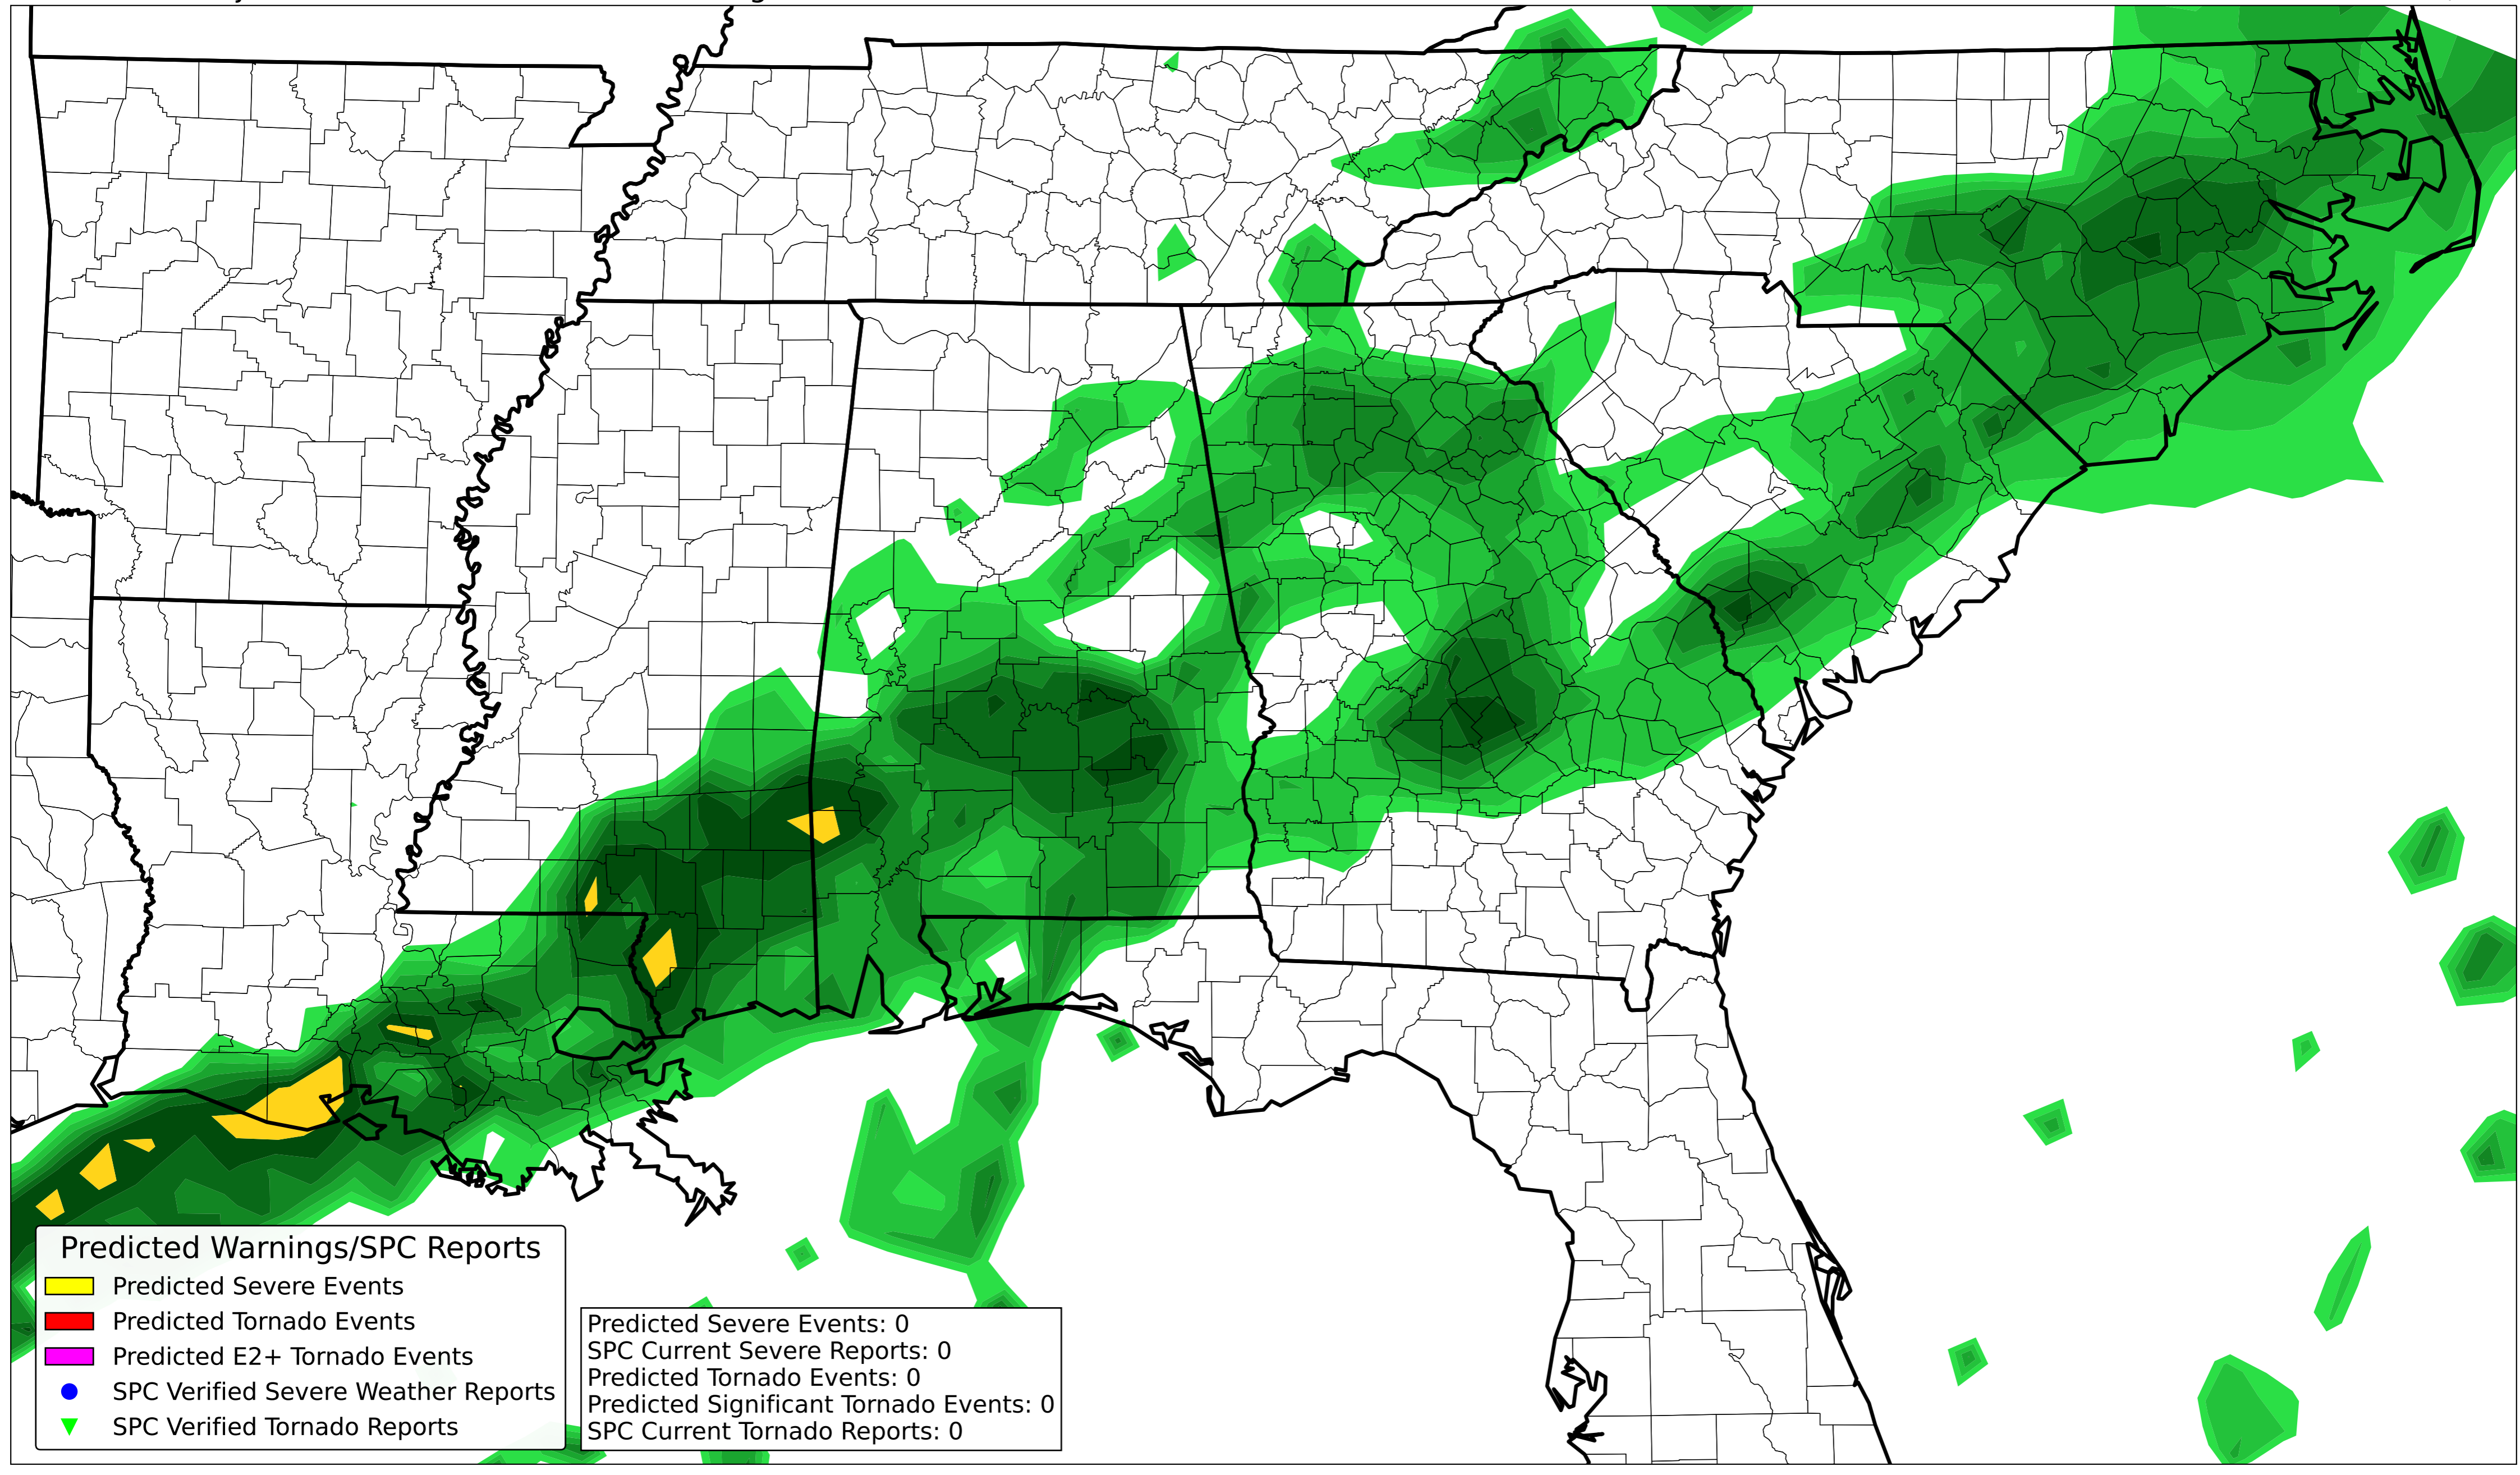 Predicted Warnings/SPC Reports
Predicted Severe Events
Predicted Tornado Events
Predicted E2+ Tornado Events
SPC Verified Severe Weather Reports
SPC Verified Tornado Reports
Predicted Severe Events: 0
SPC Current Severe Reports: 0
Predicted Tornado Events: 0
Predicted Significant Tornado Events: 0
SPC Current Tornado Reports: 0